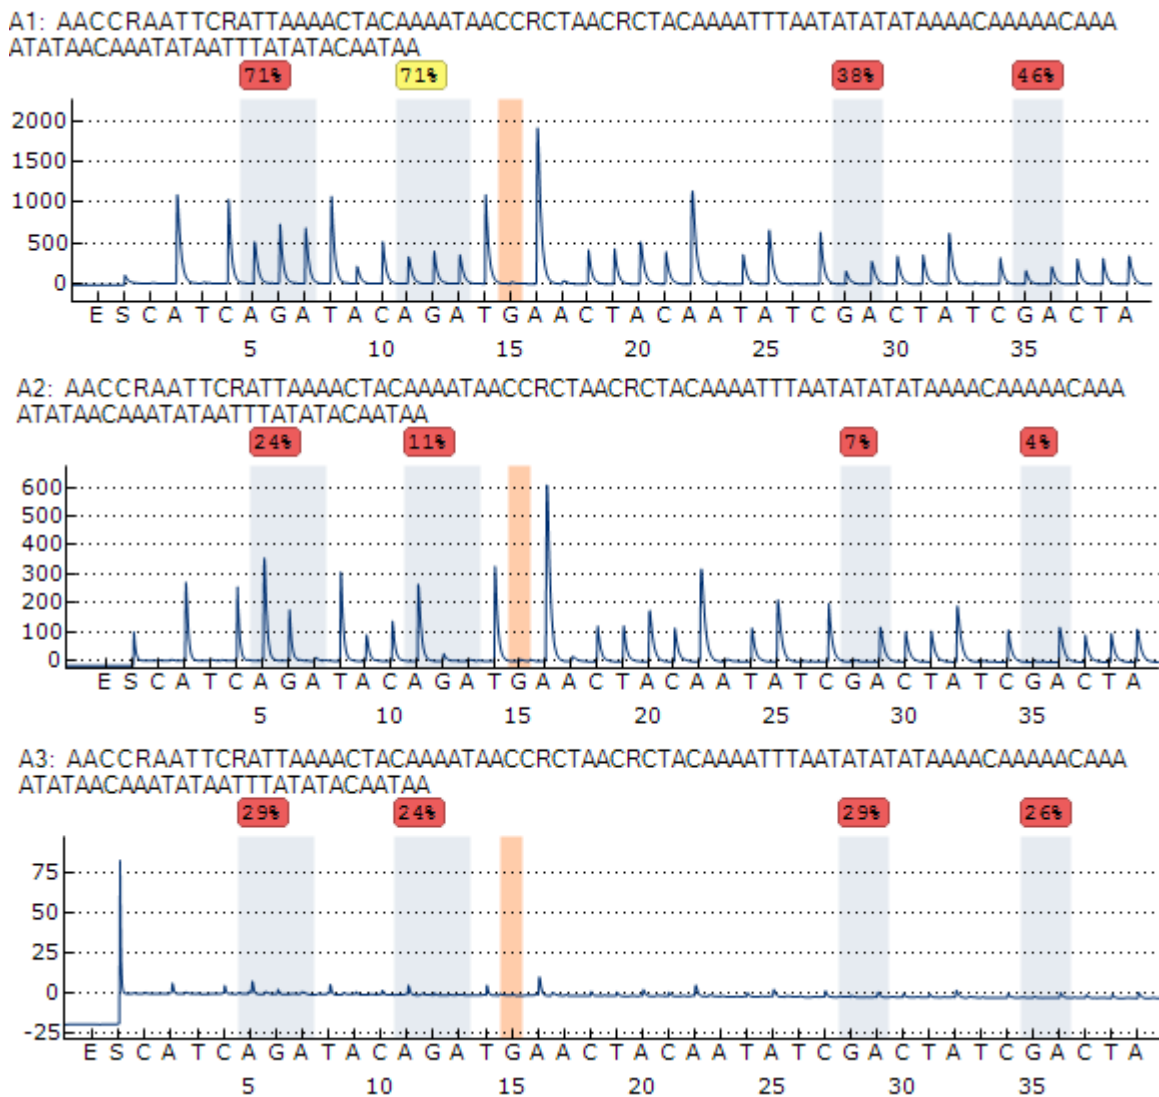 A1: AACCRAATTCRATTAAAACTACAAAATAACCRCTAACRCTACAAAATTTAATATATATAAAACAAAAACAAA
ATATAACAAATATAATTTATATACAATAA
71% 71% 38% 46%
2000
1500
1000
500
0
E S C A T C A G A T A C A G A T G A A C T A C A A T A T C G A C T A T C G A C T A
5 10 15 20 25 30 35
A2: AACCRAATTCRATTAAAACTACAAAATAACCRCTAACRCTACAAAATTTAATATATATAAAACAAAAACAAA
ATATAACAAATATAATTTATATACAATAA
24% 11% 7% 4%
600
500
400
300
200
100
0
E S C A T C A G A T A C A G A T G A A C T A C A A T A T C G A C T A T C G A C T A
5 10 15 20 25 30 35
A3: AACCRAATTCRATTAAAACTACAAAATAACCRCTAACRCTACAAAATTTAATATATATAAAACAAAAACAAA
ATATAACAAATATAATTTATATACAATAA
29% 24% 29% 26%
75
50
25
0
-25
E S C A T C A G A T A C A G A T G A A C T A C A A T A T C G A C T A T C G A C T A
5 10 15 20 25 30 35